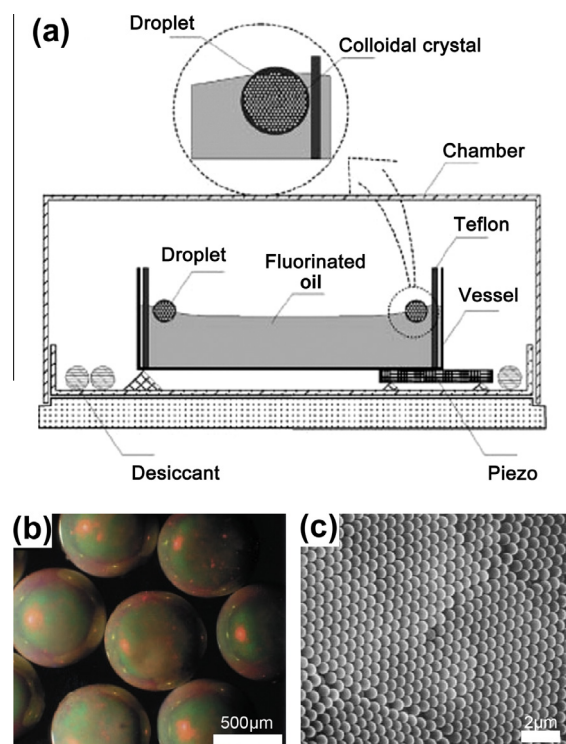 (a)
Droplet
Colloidal crystal
Chamber
Teflon
Droplet
Fluorinated
oil
Vessel
Desiccant
Piezo
(b)
500μm
(c)
2μm